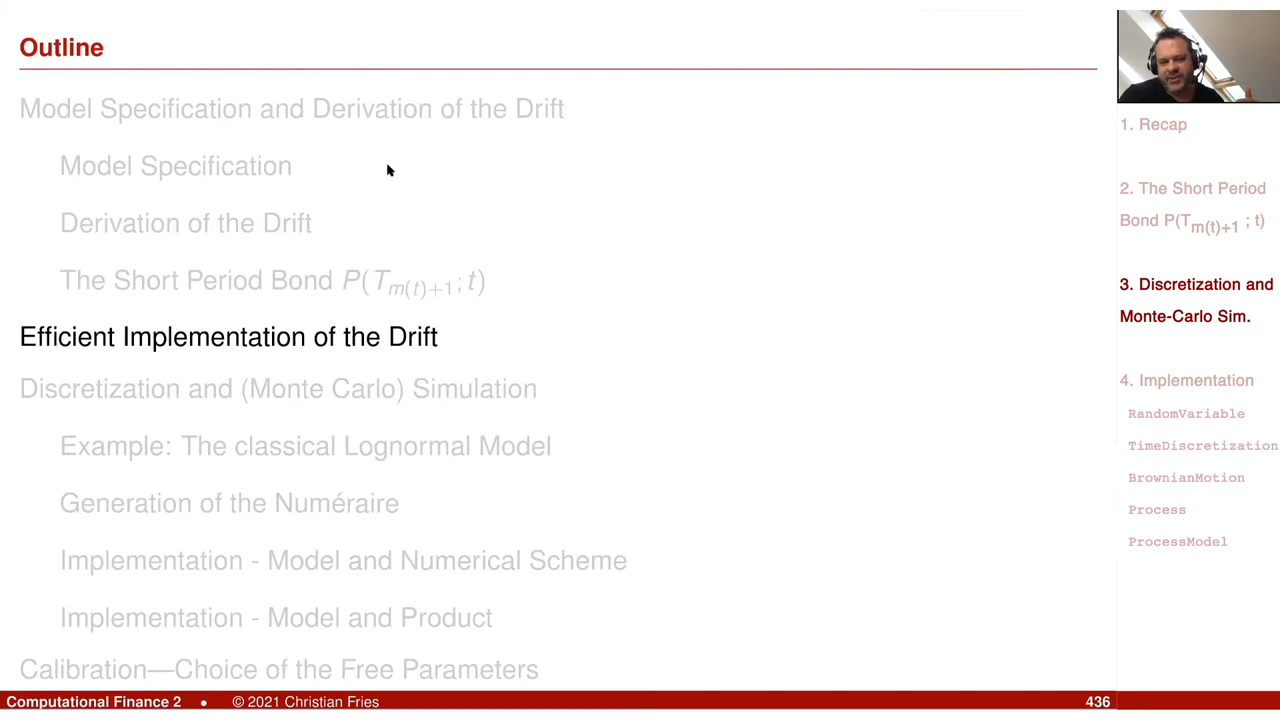 Outline
Model Specification and Derivation of the Drift
Model Specification
Derivation of the Drift
The Short Period Bond P(T_{m(t)+1}; t)
Efficient Implementation of the Drift
Discretization and (Monte Carlo) Simulation
Example: The classical Lognormal Model
Generation of the Numéraire
Implementation - Model and Numerical Scheme
Implementation - Model and Product
Calibration—Choice of the Free Parameters
1. Recap
2. The Short Period
Bond P(T_{m(t)+1} ; t)
3. Discretization and
Monte-Carlo Sim.
4. Implementation
RandomVariable
TimeDiscretization
BrownianMotion
Process
ProcessModel
Computational Finance 2 • © 2021 Christian Fries 436